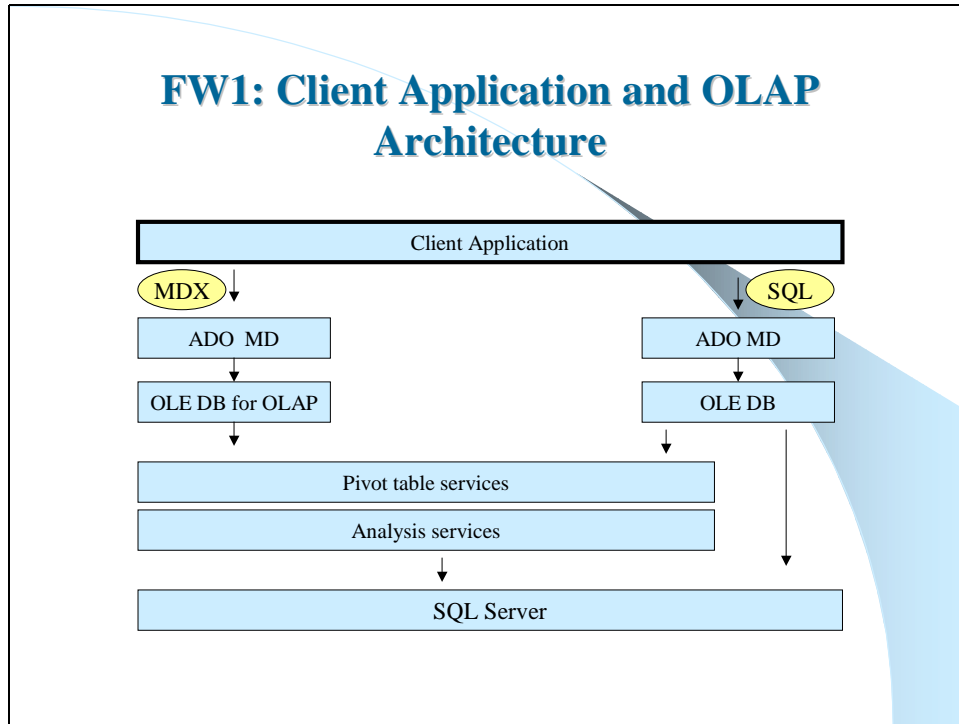 FW1: Client Application and OLAP
Architecture
Client Application
MDX
SQL
ADO MD
ADO MD
OLE DB for OLAP
OLE DB
Pivot table services
Analysis services
SQL Server